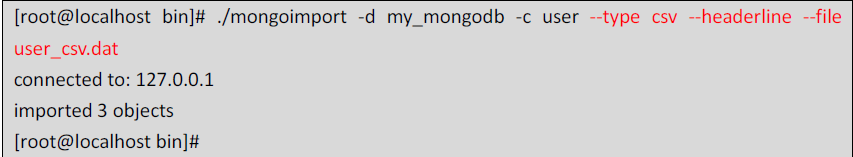 [root@localhost bin]# ./mongoimport -d my_mongodb -c user --type csv --headerline --file
user_csv.dat
connected to: 127.0.0.1
imported 3 objects
[root@localhost bin]#